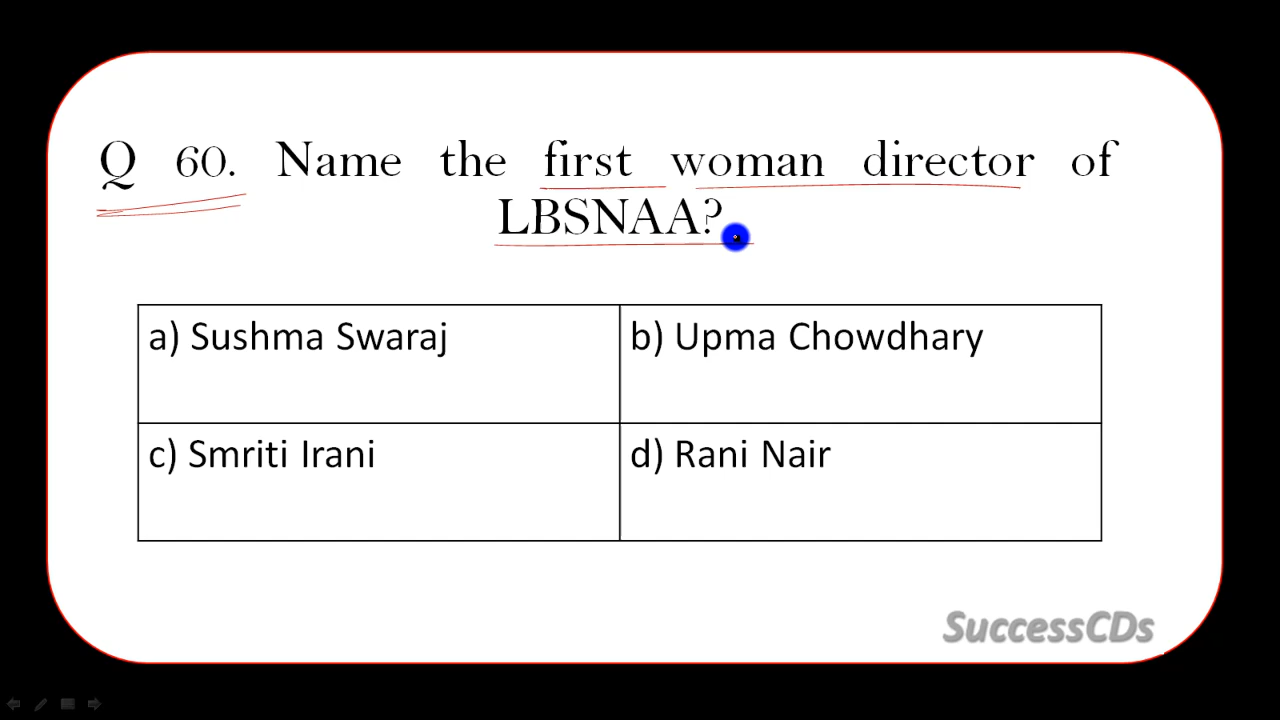 Q 60. Name the first woman director of
LBSNAA?
a) Sushma Swaraj
b) Upma Chowdhary
c) Smriti Irani
d) Rani Nair
SuccessCDs